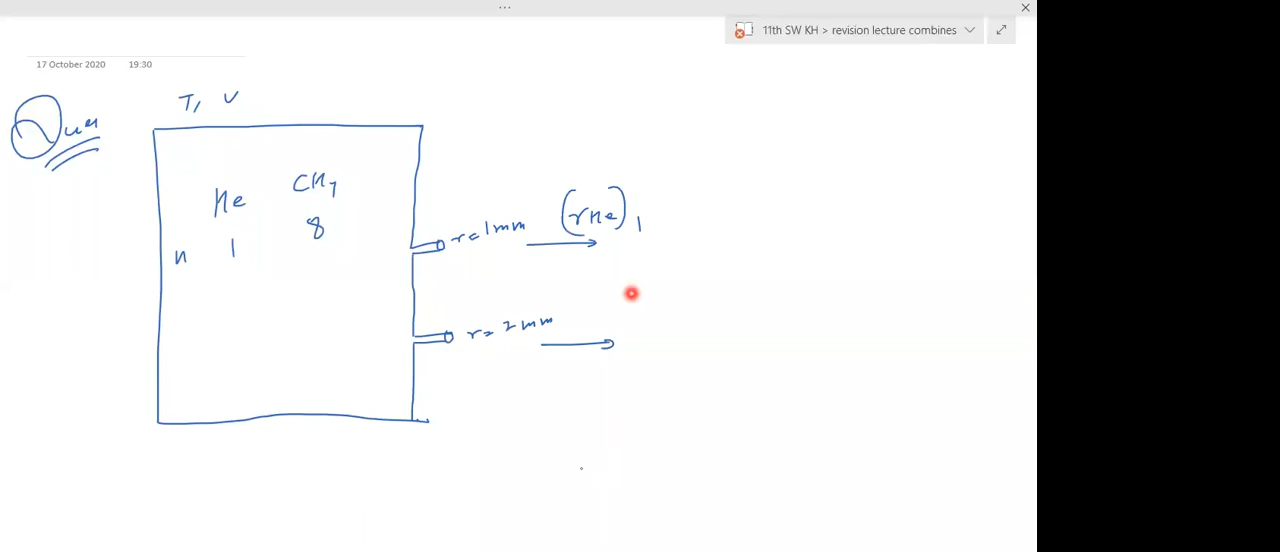 11th SW KH > revision lecture combines
17 October 2020 19:30
Ques
T, V
He CH4
n 1 8
r=1mm (rHe)1
r=2mm